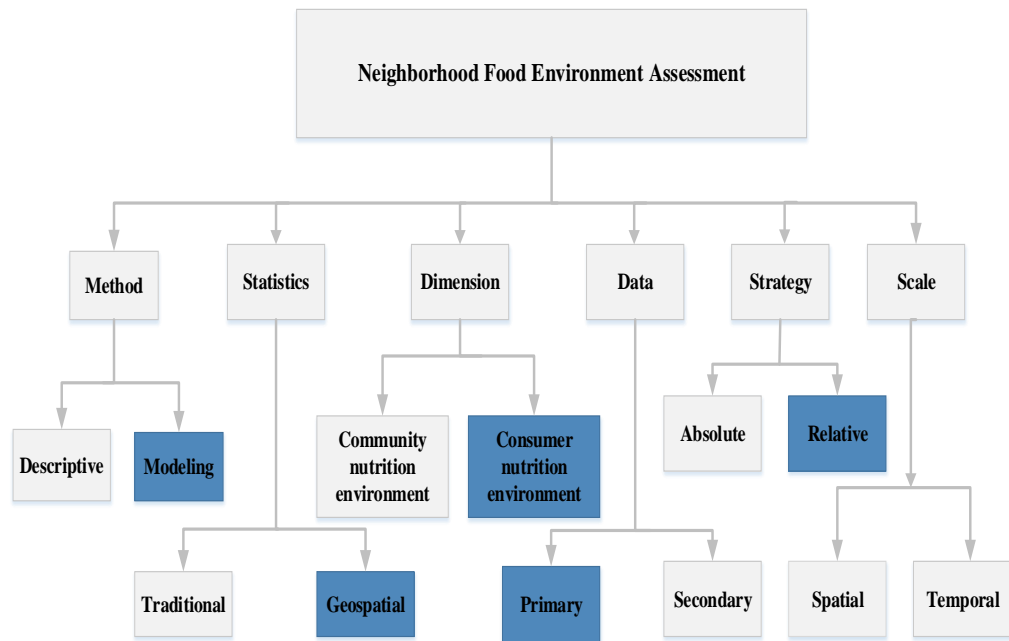 Neighborhood Food Environment Assessment
Method
Statistics
Dimension
Data
Strategy
Scale
Descriptive
Modeling
Community
nutrition
environment
Consumer
nutrition
environment
Absolute
Relative
Traditional
Geospatial
Primary
Secondary
Spatial
Temporal